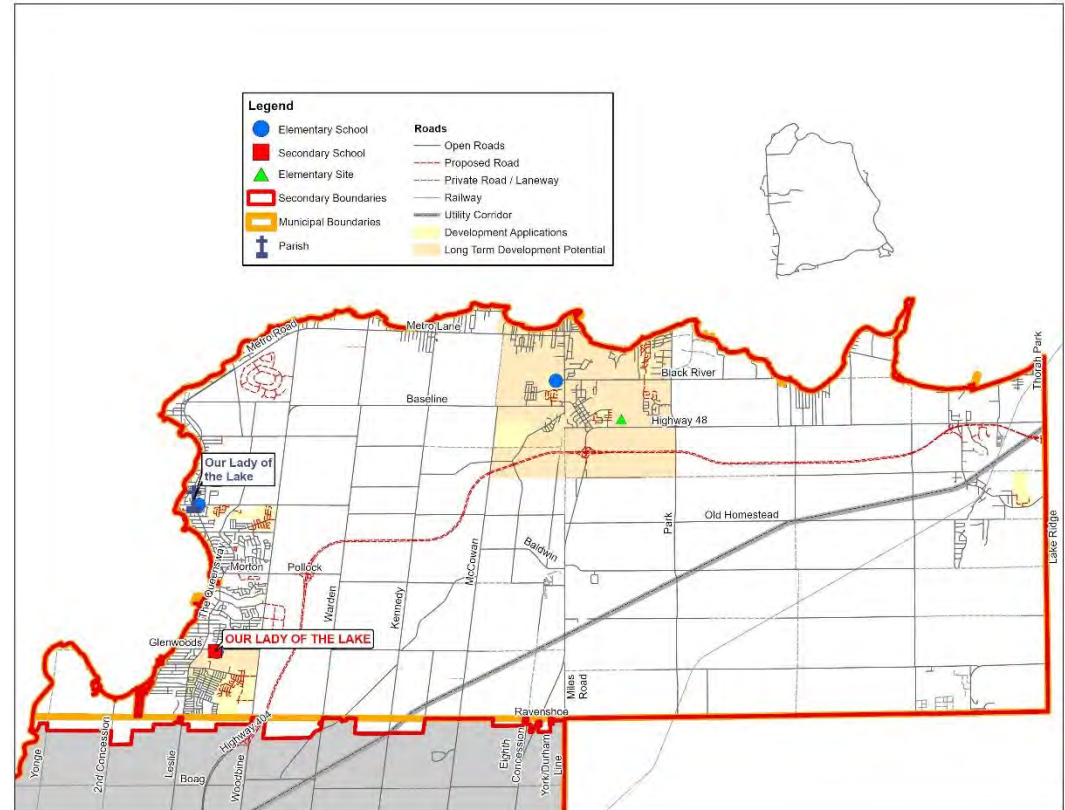 Legend
Elementary School
Secondary School
Elementary Site
Secondary Boundaries
Municipal Boundaries
Parish
Roads
Open Roads
Proposed Road
Private Road / Laneway
Railway
Utility Corridor
Development Applications
Long Term Development Potential
Metro Road
Metro Lane
Thorah Park
Black River
Baseline
Highway 48
Our Lady of
the Lake
Old Homestead
Park
Lake Ridge
The Queensway
Morton
Pollock
Baldwin
McCowan
Warden
Kennedy
Glenwoods
OUR LADY OF THE LAKE
Miles
Road
Ravenshoe
Highway 404
Yonge
2nd Concession
Leslie
Boag
Woodbine
Eighth
Concession
York/Durham
Line